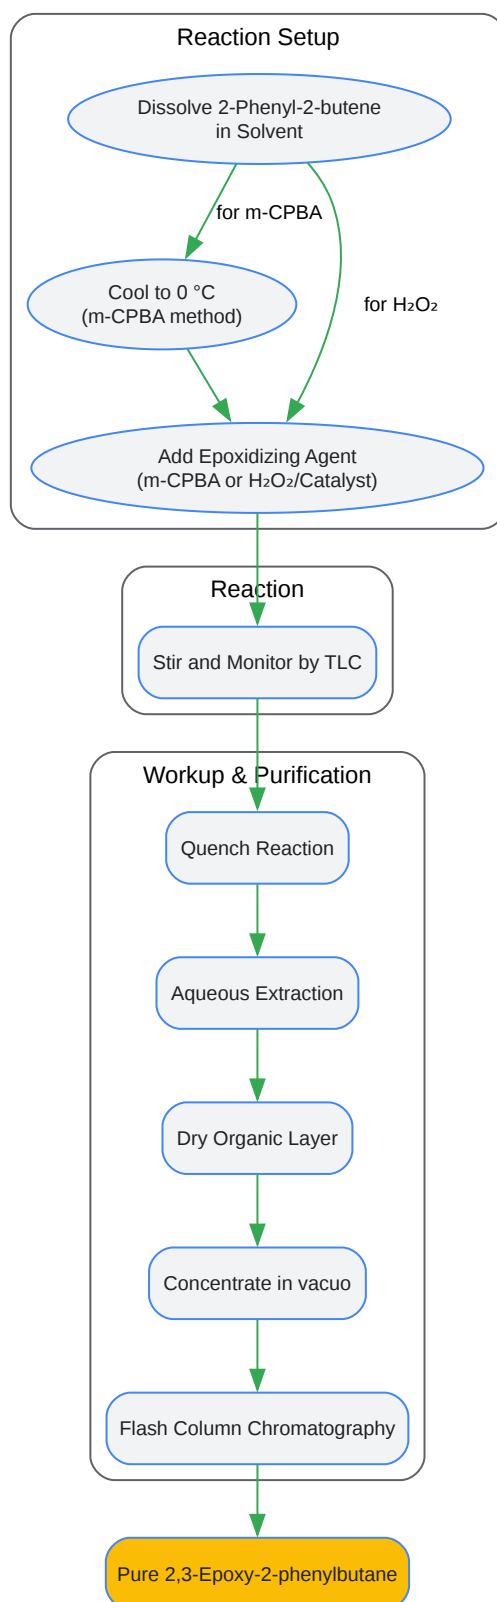 Reaction Setup
Dissolve 2-Phenyl-2-butene
in Solvent
for m-CPBA
Cool to 0 °C
(m-CPBA method)
for H₂O₂
Add Epoxidizing Agent
(m-CPBA or H₂O₂/Catalyst)
Reaction
Stir and Monitor by TLC
Workup & Purification
Quench Reaction
Aqueous Extraction
Dry Organic Layer
Concentrate in vacuo
Flash Column Chromatography
Pure 2,3-Epoxy-2-phenylbutane